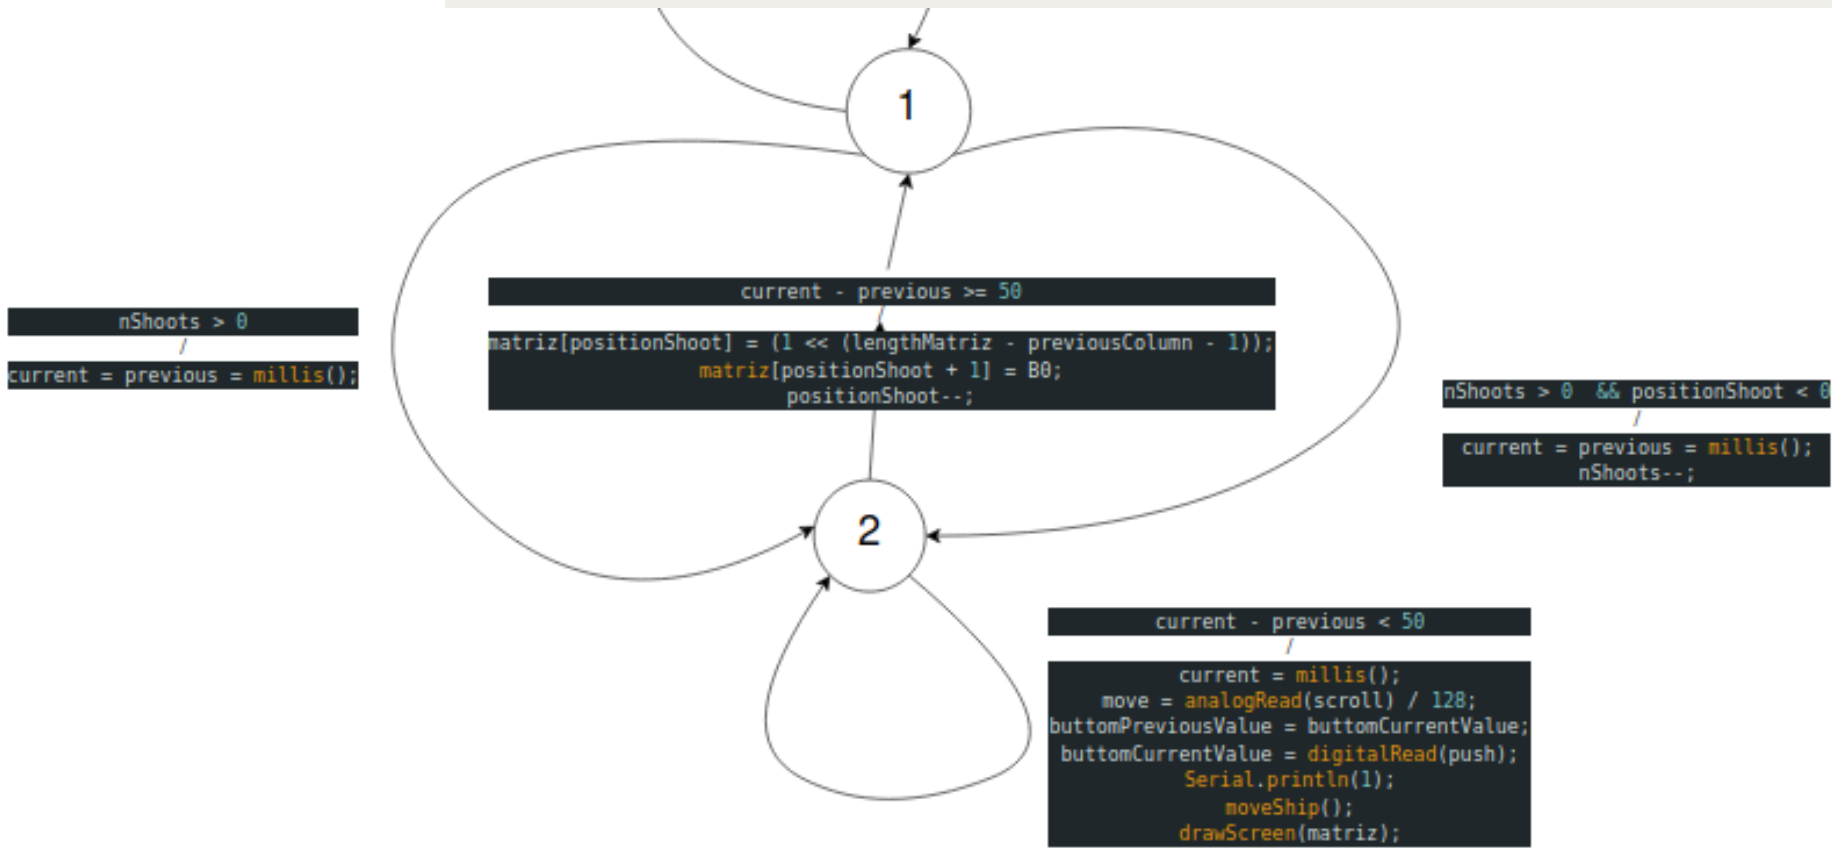 1
current - previous >= 50
matriz[positionShoot] = (1 << (lengthMatriz - previousColumn - 1));
matriz[positionShoot + 1] = B0;
positionShoot--;
nShoots > 0
/
current = previous = millis();
nShoots > 0  && positionShoot < 0
/
current = previous = millis();
nShoots--;
2
current - previous < 50
/
current = millis();
move = analogRead(scroll) / 128;
buttomPreviousValue = buttomCurrentValue;
buttomCurrentValue = digitalRead(push);
Serial.println(1);
moveShip();
drawScreen(matriz);